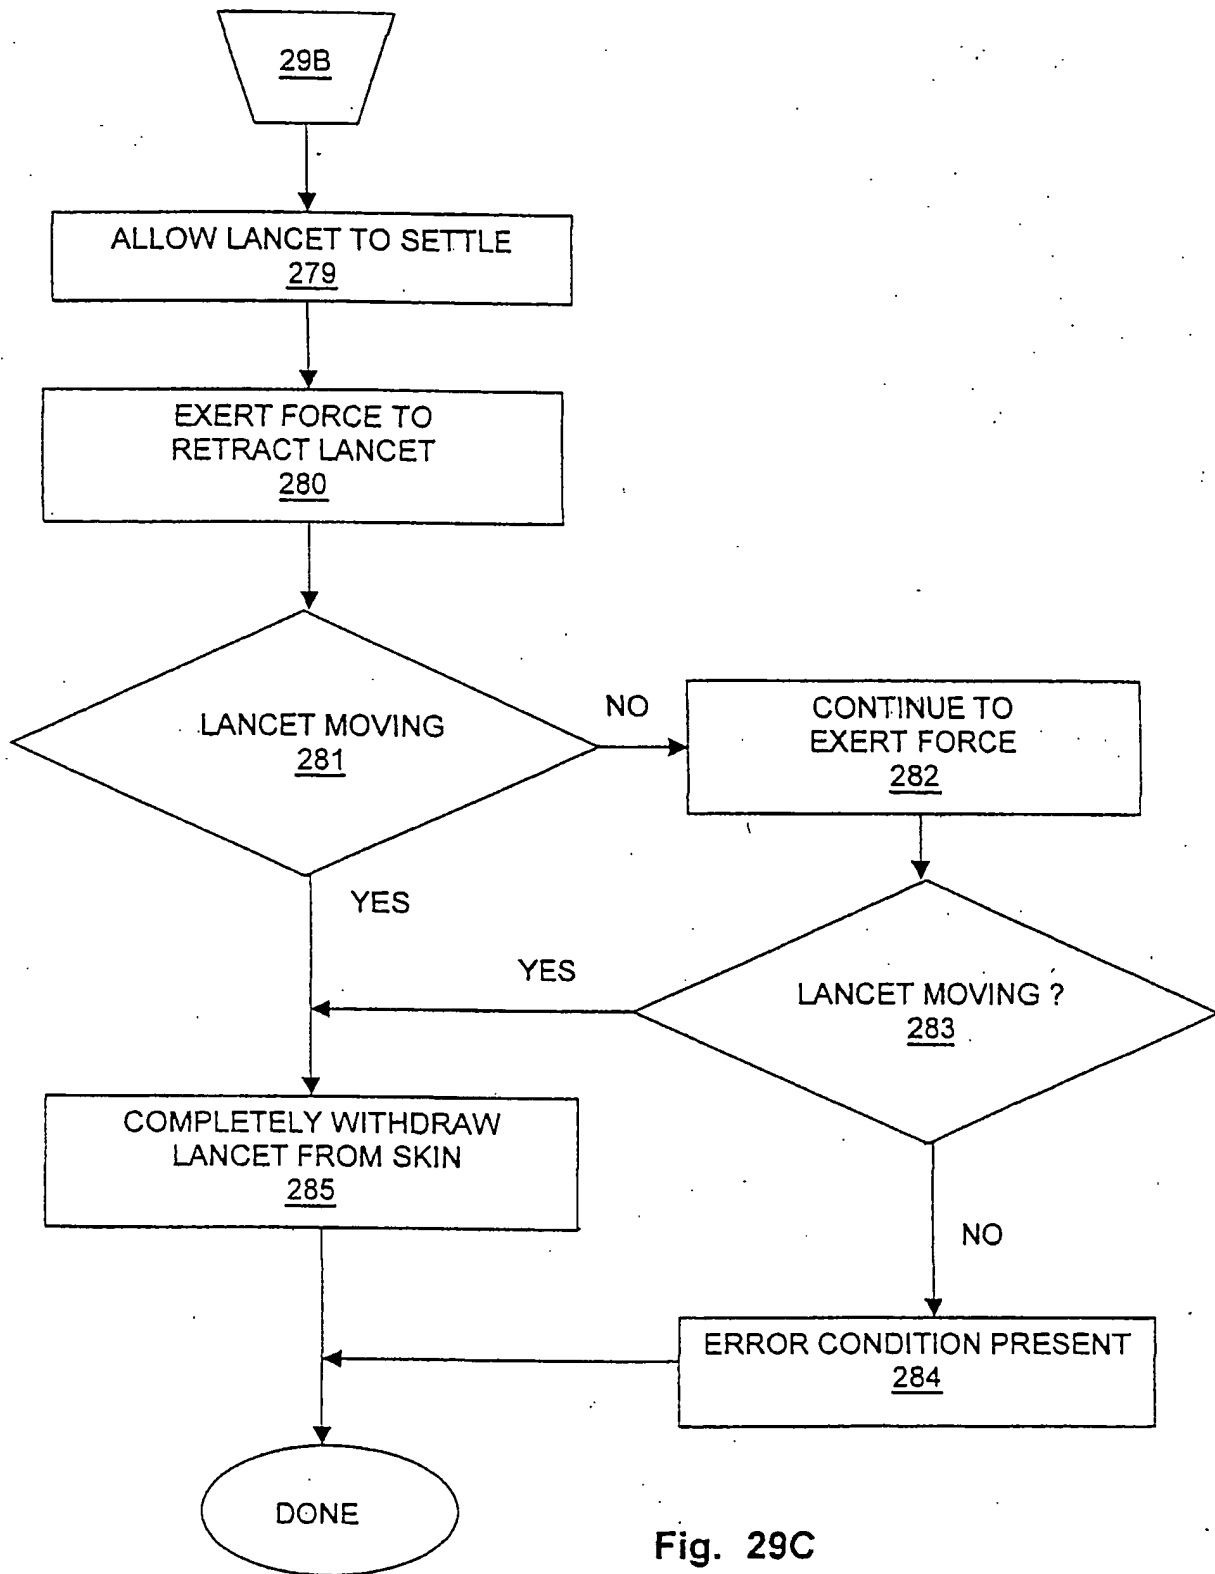 29B
ALLOW LANCET TO SETTLE
279
EXERT FORCE TO
RETRACT LANCET
280
LANCET MOVING
281
NO
CONTINUE TO
EXERT FORCE
282
YES
YES
LANCET MOVING ?
283
COMPLETELY WITHDRAW
LANCET FROM SKIN
285
NO
ERROR CONDITION PRESENT
284
DONE
Fig. 29C